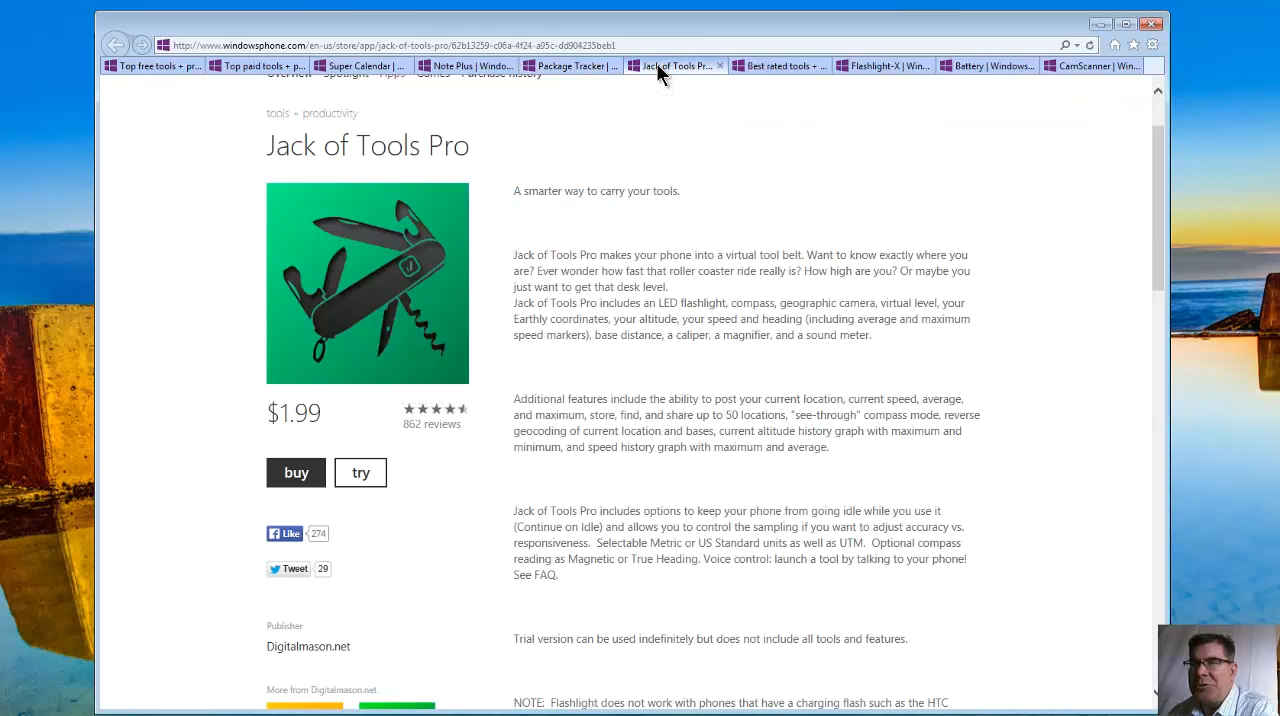 http://www.windowsphone.com/en-us/store/app/jack-of-tools-pro/62b13259-c06a-4f24-a95c-dd904235beb1
Top free tools + pr...
Top paid tools + p...
Super Calendar | ...
Note Plus | Windo...
Package Tracker | ...
Jack of Tools Pr...
Best rated tools + ...
Flashlight-X | Win...
Battery | Windows...
CamScanner | Win...
Overview Spotlight Apps Games Purchase history
tools + productivity
Jack of Tools Pro
A smarter way to carry your tools.
Jack of Tools Pro makes your phone into a virtual tool belt. Want to know exactly where you
are? Ever wonder how fast that roller coaster ride really is? How high are you? Or maybe you
just want to get that desk level.
Jack of Tools Pro includes an LED flashlight, compass, geographic camera, virtual level, your
Earthly coordinates, your altitude, your speed and heading (including average and maximum
speed markers), base distance, a caliper, a magnifier, and a sound meter.
$1.99
862 reviews
Additional features include the ability to post your current location, current speed, average,
and maximum, store, find, and share up to 50 locations, "see-through" compass mode, reverse
geocoding of current location and bases, current altitude history graph with maximum and
minimum, and speed history graph with maximum and average.
buy
try
Jack of Tools Pro includes options to keep your phone from going idle while you use it
(Continue on Idle) and allows you to control the sampling if you want to adjust accuracy vs.
responsiveness. Selectable Metric or US Standard units as well as UTM. Optional compass
reading as Magnetic or True Heading. Voice control: launch a tool by talking to your phone!
See FAQ.
Like 274
Tweet 29
Publisher
Digitalmason.net
Trial version can be used indefinitely but does not include all tools and features.
More from Digitalmason.net
NOTE: Flashlight does not work with phones that have a charging flash such as the HTC